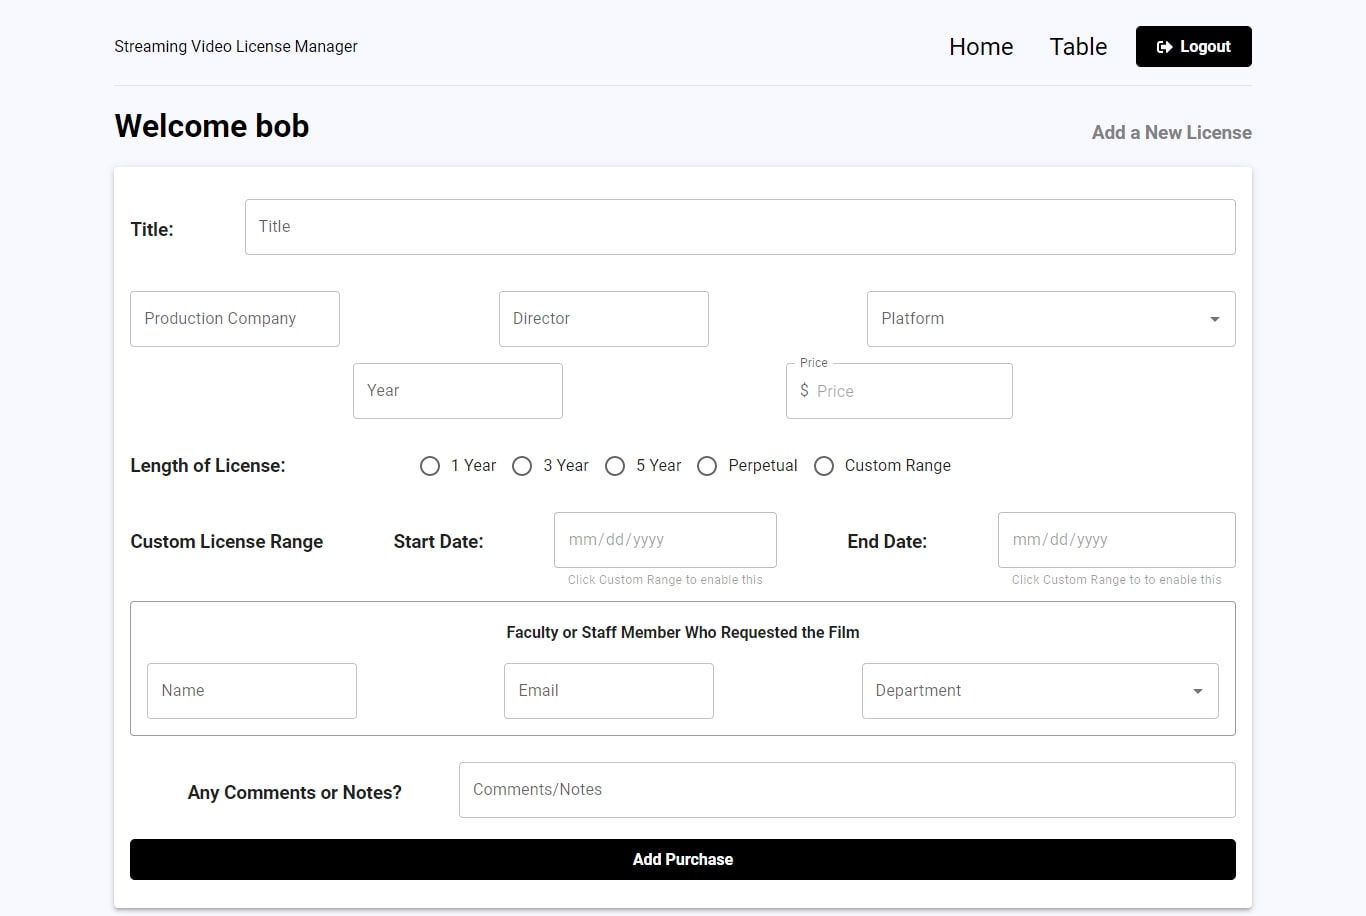 Streaming Video License Manager
Home
Table
Logout
Welcome bob
Add a New License
Title:
Title
Production Company
Director
Platform
Year
Price
$ Price
Length of License:
1 Year
3 Year
5 Year
Perpetual
Custom Range
Custom License Range
Start Date:
mm/dd/yyyy
End Date:
mm/dd/yyyy
Click Custom Range to enable this
Click Custom Range to to enable this
Faculty or Staff Member Who Requested the Film
Name
Email
Department
Any Comments or Notes?
Comments/Notes
Add Purchase